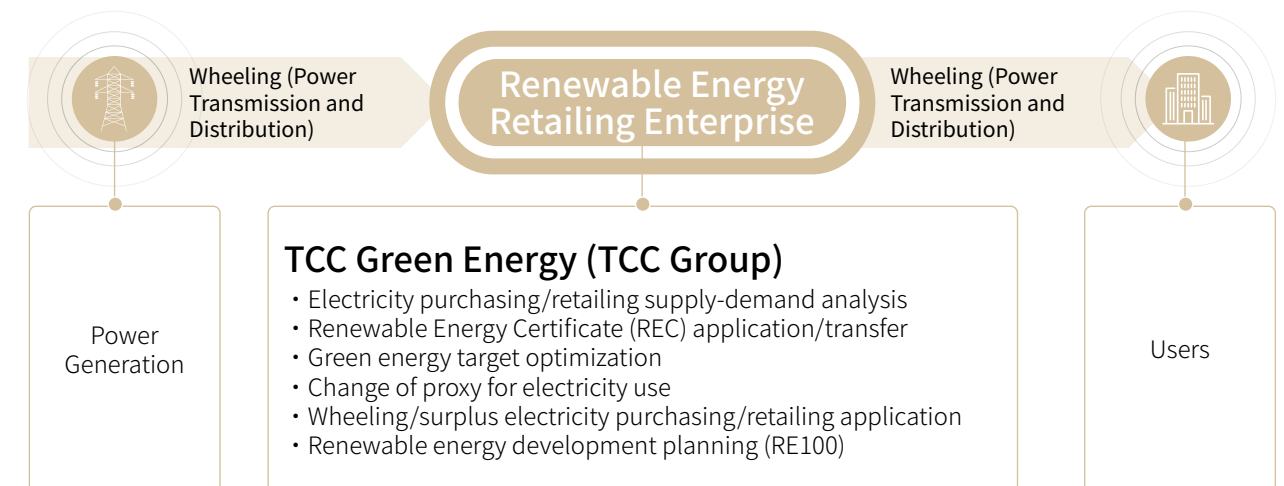 Wheeling (Power
Transmission and
Distribution)
Renewable Energy
Retailing Enterprise
Wheeling (Power
Transmission and
Distribution)
Power
Generation
TCC Green Energy (TCC Group)
・Electricity purchasing/retailing supply-demand analysis
・Renewable Energy Certificate (REC) application/transfer
・Green energy target optimization
・Change of proxy for electricity use
・Wheeling/surplus electricity purchasing/retailing application
・Renewable energy development planning (RE100)
Users